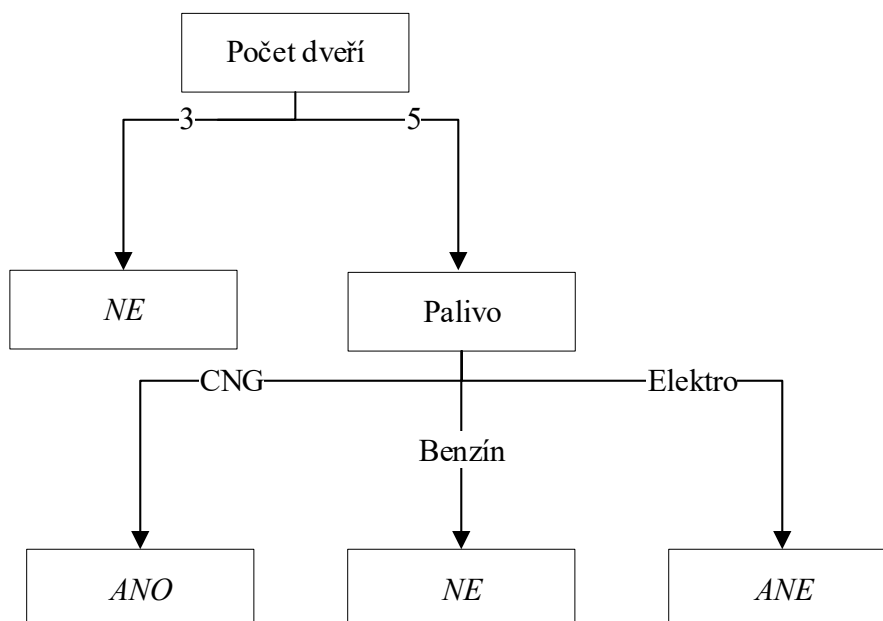 Počet dveří
3
5
NE
Palivo
CNG
Elektro
Benzín
ANO
NE
ANE